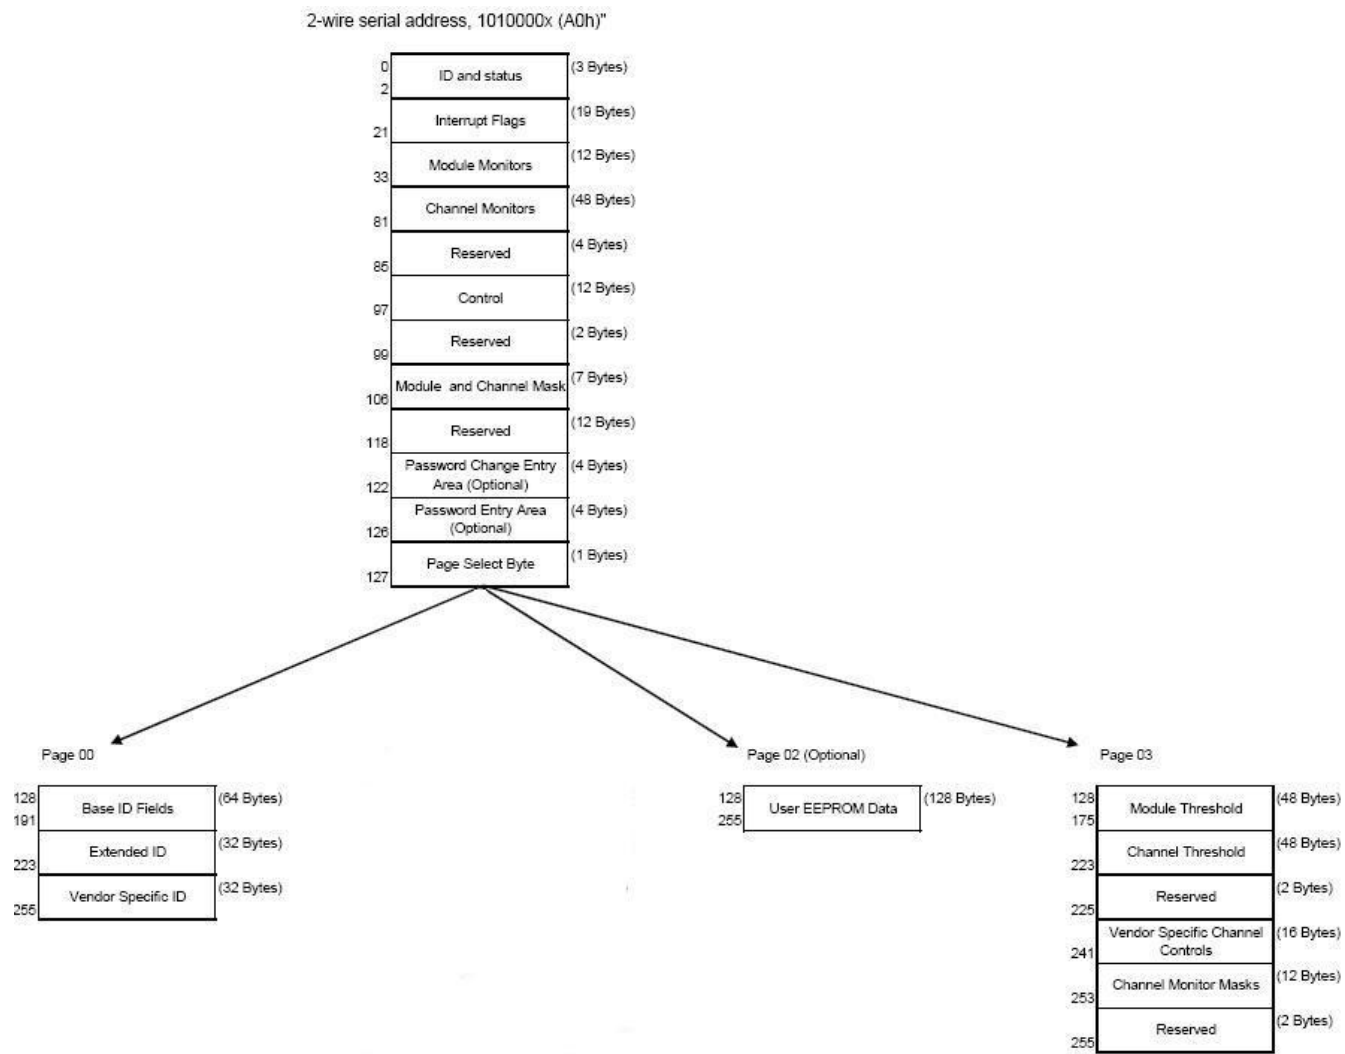 2-wire serial address, 1010000x (A0h)"
0
2
ID and status
(3 Bytes)
21
Interrupt Flags
(19 Bytes)
33
Module Monitors
(12 Bytes)
81
Channel Monitors
(48 Bytes)
85
Reserved
(4 Bytes)
97
Control
(12 Bytes)
99
Reserved
(2 Bytes)
106
Module and Channel Mask
(7 Bytes)
118
Reserved
(12 Bytes)
122
Password Change Entry
Area (Optional)
(4 Bytes)
126
Password Entry Area
(Optional)
(4 Bytes)
127
Page Select Byte
(1 Bytes)
Page 00
128
191
Base ID Fields
(64 Bytes)
223
Extended ID
(32 Bytes)
255
Vendor Specific ID
(32 Bytes)
Page 02 (Optional)
128
255
User EEPROM Data
(128 Bytes)
Page 03
128
175
Module Threshold
(48 Bytes)
223
Channel Threshold
(48 Bytes)
225
Reserved
(2 Bytes)
241
Vendor Specific Channel
Controls
(16 Bytes)
253
Channel Monitor Masks
(12 Bytes)
255
Reserved
(2 Bytes)